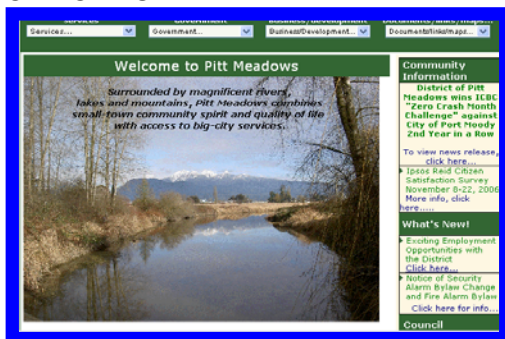 Services
Government
Business/development
Documents/links/maps...
Services...
Government...
Business/Development...
Documents/links/maps...
Welcome to Pitt Meadows
Surrounded by magnificent rivers,
lakes and mountains, Pitt Meadows combines
small-town community spirit and quality of life
with access to big-city services.
Community
Information
District of Pitt
Meadows wins ICBC
"Zero Crash Month
Challenge" against
City of Port Moody
2nd Year in a Row
To view news release,
click here...
Ipsos Reid Citizen
Satisfaction Survey
November 8-22, 2006
More info, click
here.....
What's New!
Exciting Employment
Opportunities with
the District
Click here...
Notice of Security
Alarm Bylaw Change
and Fire Alarm Bylaw
Click here for info...
Council